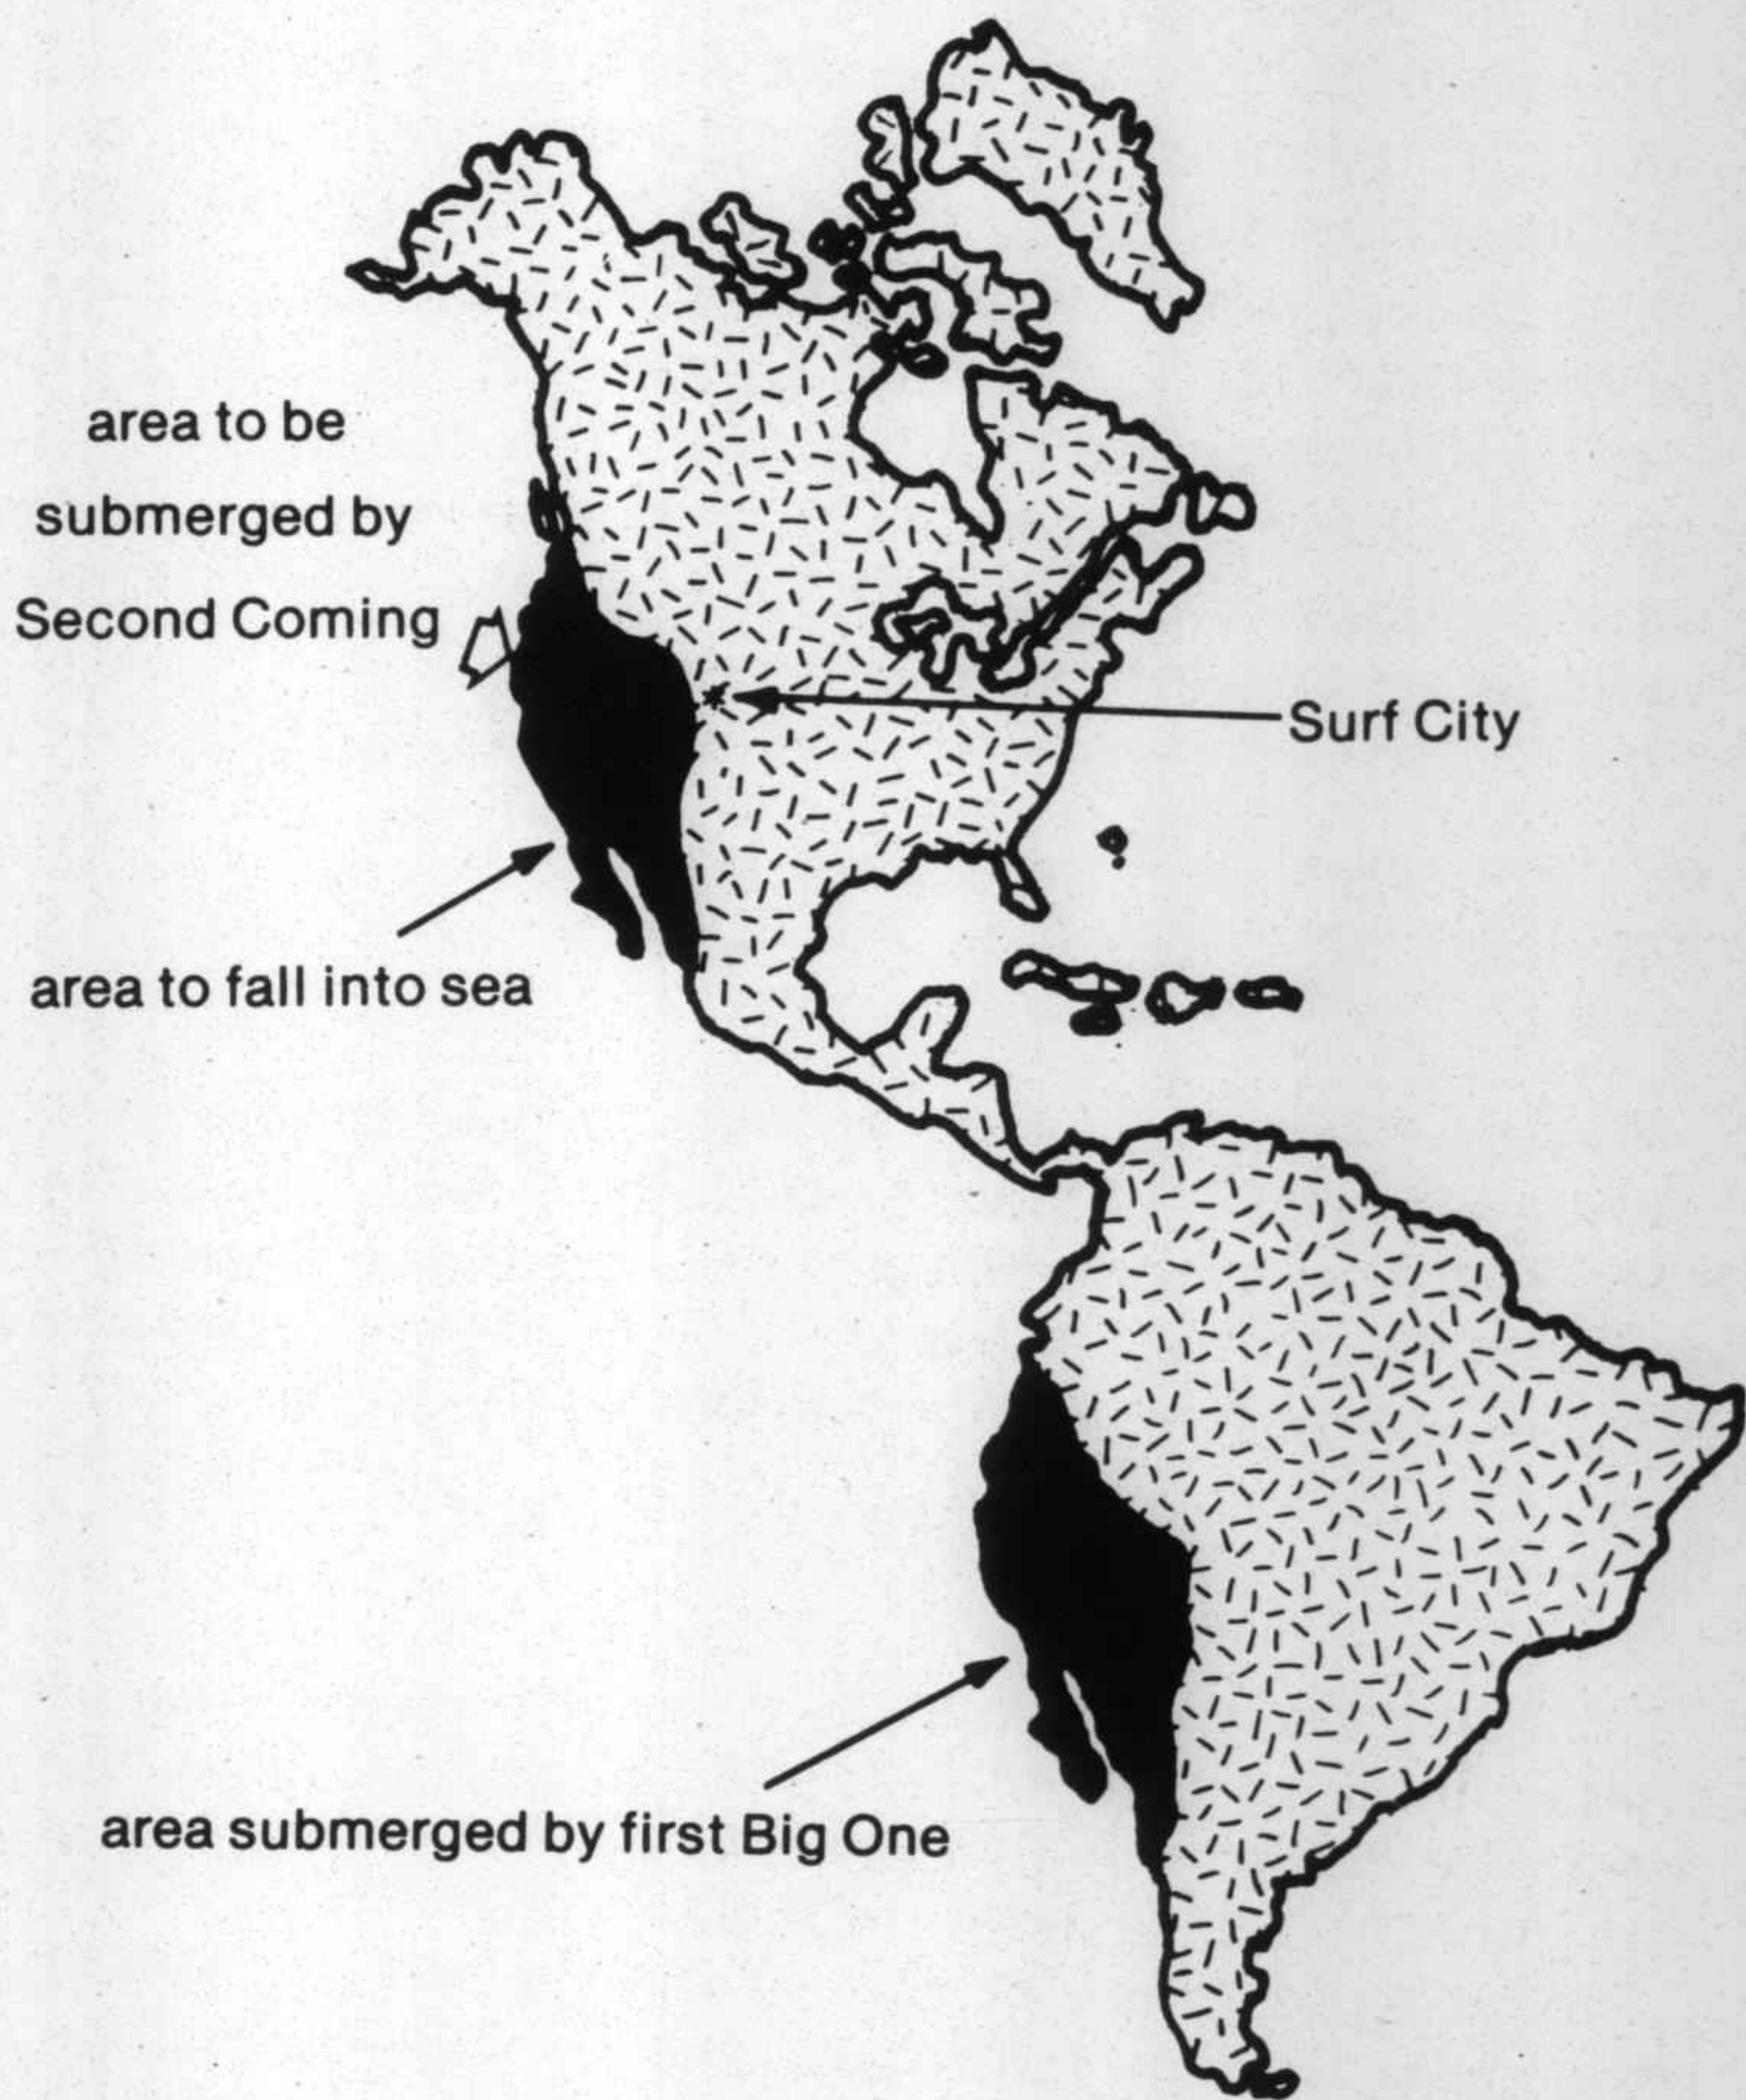 area to be
submerged by
Second Coming
Surf City
area to fall into sea
area submerged by first Big One